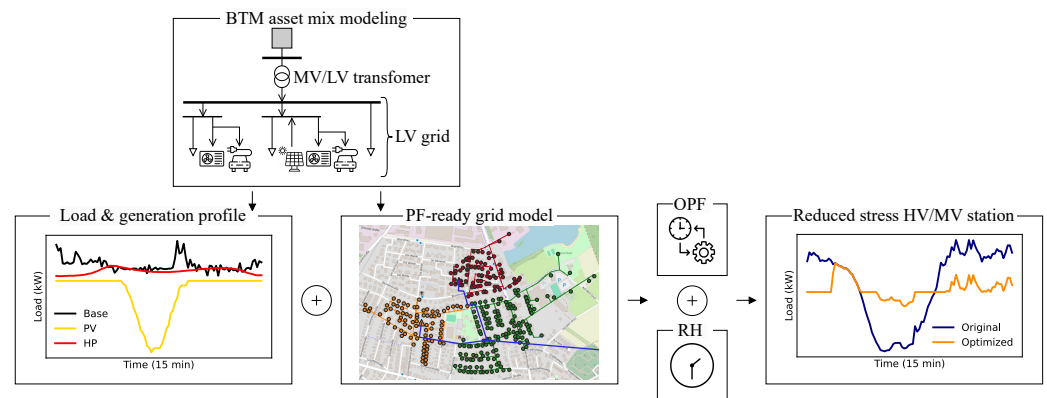 BTM asset mix modeling
MV/LV transfomer
LV grid
Load & generation profile
Load (kW)
Base
PV
HP
Time (15 min)
+
PF-ready grid model
OPF
+
RH
Reduced stress HV/MV station
Load (kW)
Original
Optimized
Time (15 min)